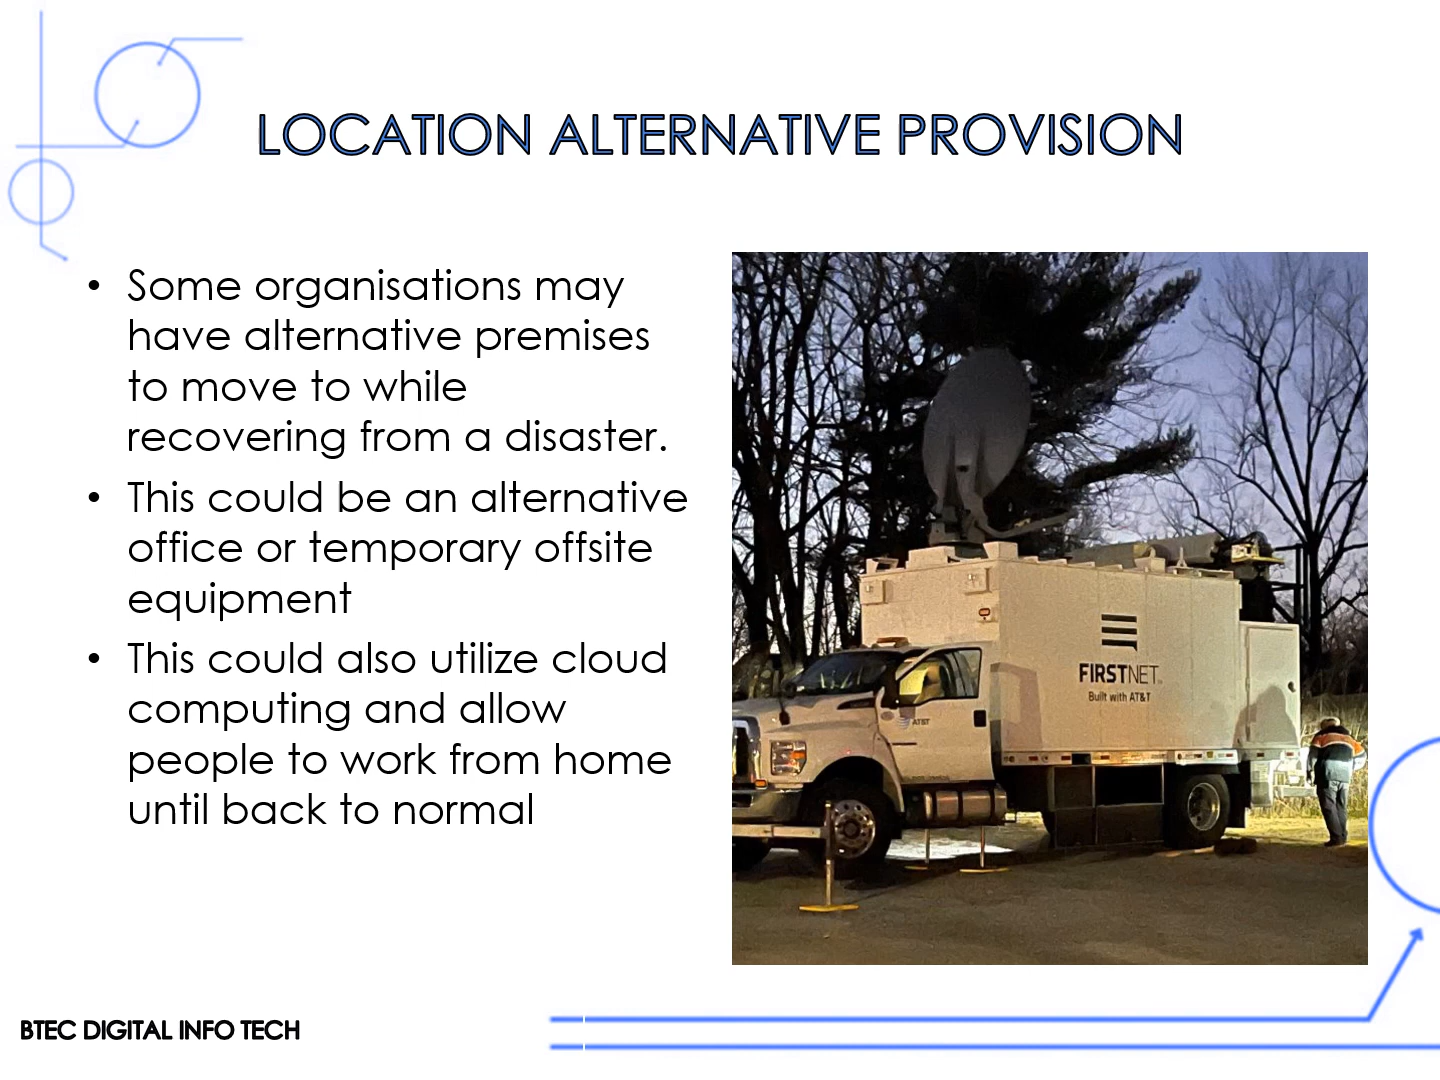 LOCATION ALTERNATIVE PROVISION
• Some organisations may
have alternative premises
to move to while
recovering from a disaster.
• This could be an alternative
office or temporary offsite
equipment
• This could also utilize cloud
computing and allow
people to work from home
until back to normal
FIRSTNET
Built with AT&T
AT&T
BTEC DIGITAL INFO TECH